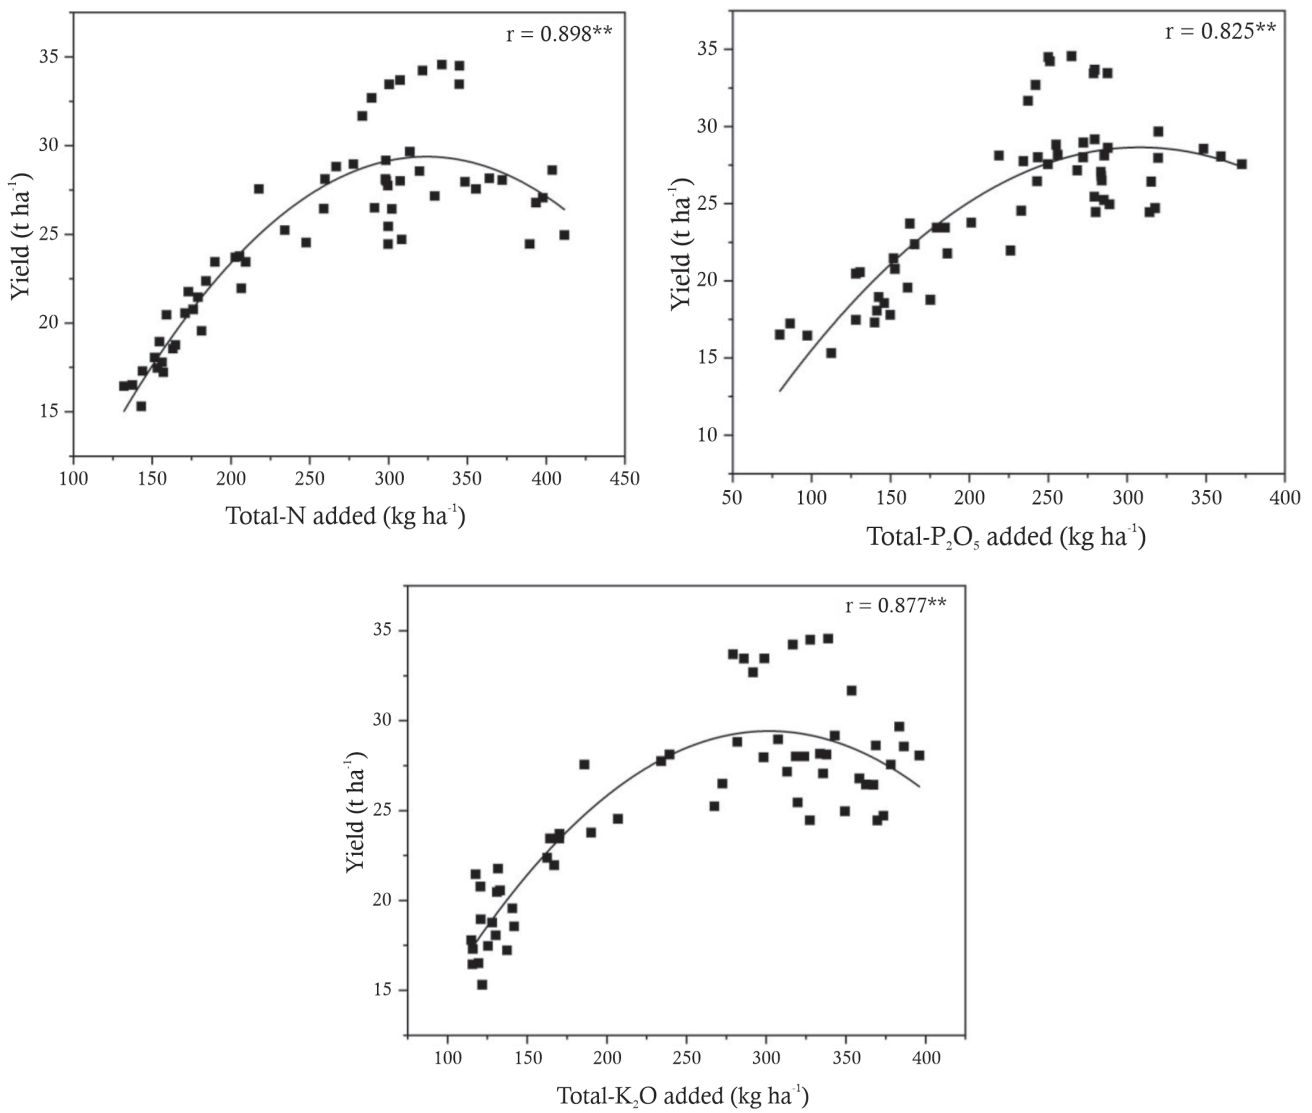 r = 0.898**
35
30
25
20
15
Yield (t ha-1)
100 150 200 250 300 350 400 450
Total-N added (kg ha-1)
r = 0.825**
35
30
25
20
15
10
Yield (t ha-1)
50 100 150 200 250 300 350 400
Total-P2O5 added (kg ha-1)
r = 0.877**
35
30
25
20
15
Yield (t ha-1)
100 150 200 250 300 350 400
Total-K2O added (kg ha-1)